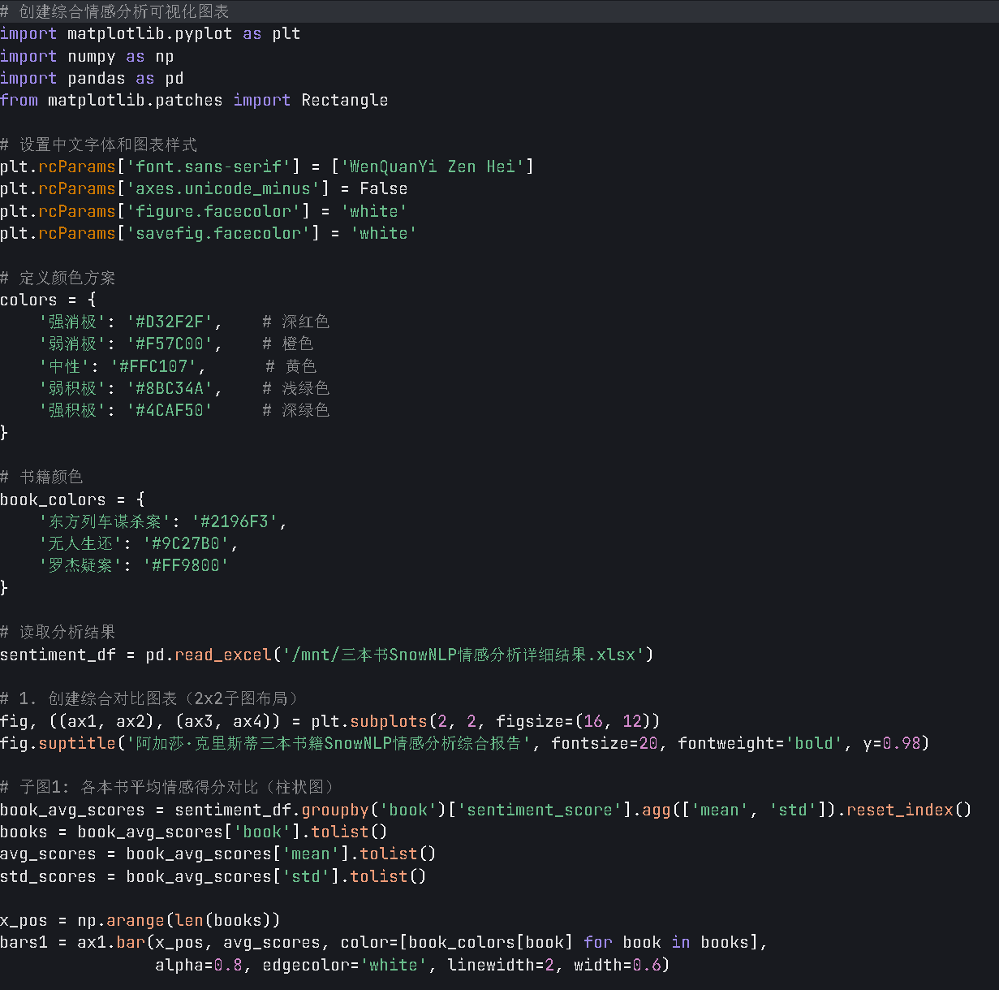 # 创建综合情感分析可视化图表
import matplotlib.pyplot as plt
import numpy as np
import pandas as pd
from matplotlib.patches import Rectangle
# 设置中文字体和图表样式
plt.rcParams['font.sans-serif'] = ['WenQuanYi Zen Hei']
plt.rcParams['axes.unicode_minus'] = False
plt.rcParams['figure.facecolor'] = 'white'
plt.rcParams['savefig.facecolor'] = 'white'
# 定义颜色方案
colors = {
    '强消极': '#D32F2F',    # 深红色
    '弱消极': '#F57C00',    # 橙色
    '中性': '#FFC107',      # 黄色
    '弱积极': '#8BC34A',    # 浅绿色
    '强积极': '#4CAF50'     # 深绿色
}
# 书籍颜色
book_colors = {
    '东方列车谋杀案': '#2196F3',
    '无人生还': '#9C27B0',
    '罗杰疑案': '#FF9800'
}
# 读取分析结果
sentiment_df = pd.read_excel('/mnt/三本书SnowNLP情感分析详细结果.xlsx')
# 1. 创建综合对比图表（2x2子图布局）
fig, ((ax1, ax2), (ax3, ax4)) = plt.subplots(2, 2, figsize=(16, 12))
fig.suptitle('阿加莎·克里斯蒂三本书籍SnowNLP情感分析综合报告', fontsize=20, fontweight='bold', y=0.98)
# 子图1: 各本书平均情感得分对比（柱状图）
book_avg_scores = sentiment_df.groupby('book')['sentiment_score'].agg(['mean', 'std']).reset_index()
books = book_avg_scores['book'].tolist()
avg_scores = book_avg_scores['mean'].tolist()
std_scores = book_avg_scores['std'].tolist()
x_pos = np.arange(len(books))
bars1 = ax1.bar(x_pos, avg_scores, color=[book_colors[book] for book in books],
                alpha=0.8, edgecolor='white', linewidth=2, width=0.6)